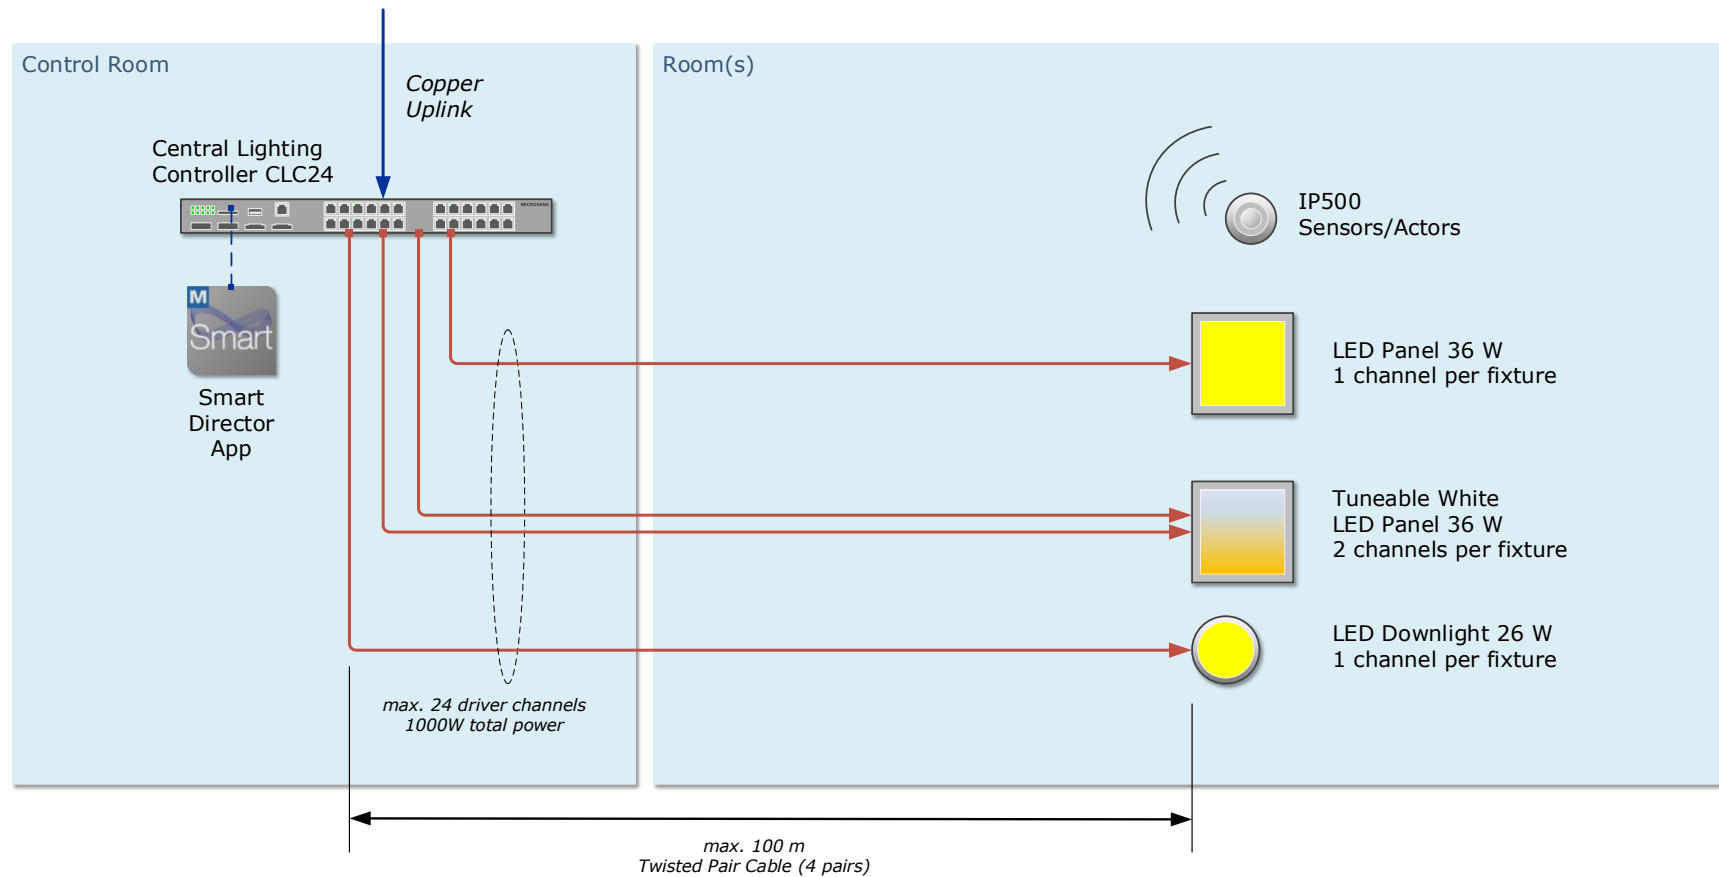 Control Room
Room(s)
Copper
Uplink
Central Lighting
Controller CLC24
MICROSENS
IP500
Sensors/Actors
M
Smart
Smart
Director
App
LED Panel 36 W
1 channel per fixture
Tuneable White
LED Panel 36 W
2 channels per fixture
LED Downlight 26 W
1 channel per fixture
max. 24 driver channels
1000W total power
max. 100 m
Twisted Pair Cable (4 pairs)